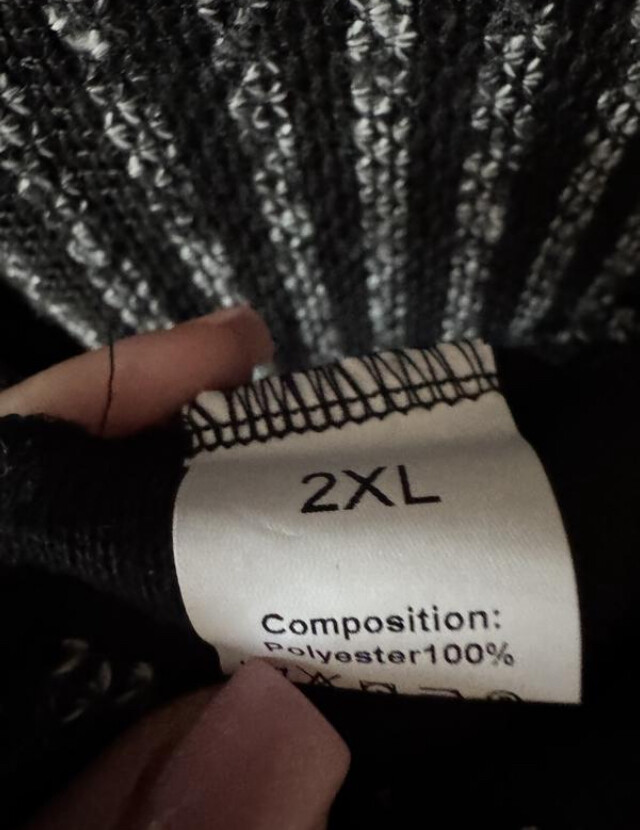 2XL
Composition:
Polyester100%